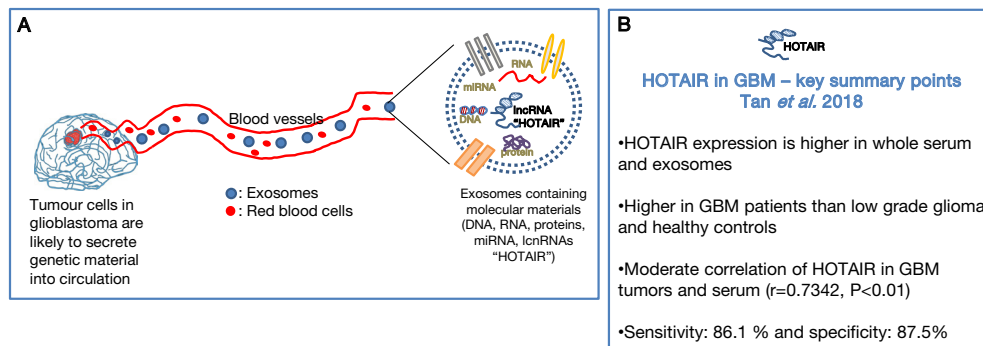 A
Blood vessels
: Exosomes
: Red blood cells
Tumour cells in
glioblastoma are
likely to secrete
genetic material
into circulation
RNA
miRNA
DNA
lncRNA
"HOTAIR"
protein
Exosomes containing
molecular materials
(DNA, RNA, proteins,
miRNA, lcnRNAs
"HOTAIR")
B
HOTAIR
HOTAIR in GBM – key summary points
Tan et al. 2018
•HOTAIR expression is higher in whole serum
and exosomes
•Higher in GBM patients than low grade glioma
and healthy controls
•Moderate correlation of HOTAIR in GBM
tumors and serum (r=0.7342, P<0.01)
•Sensitivity: 86.1 % and specificity: 87.5%